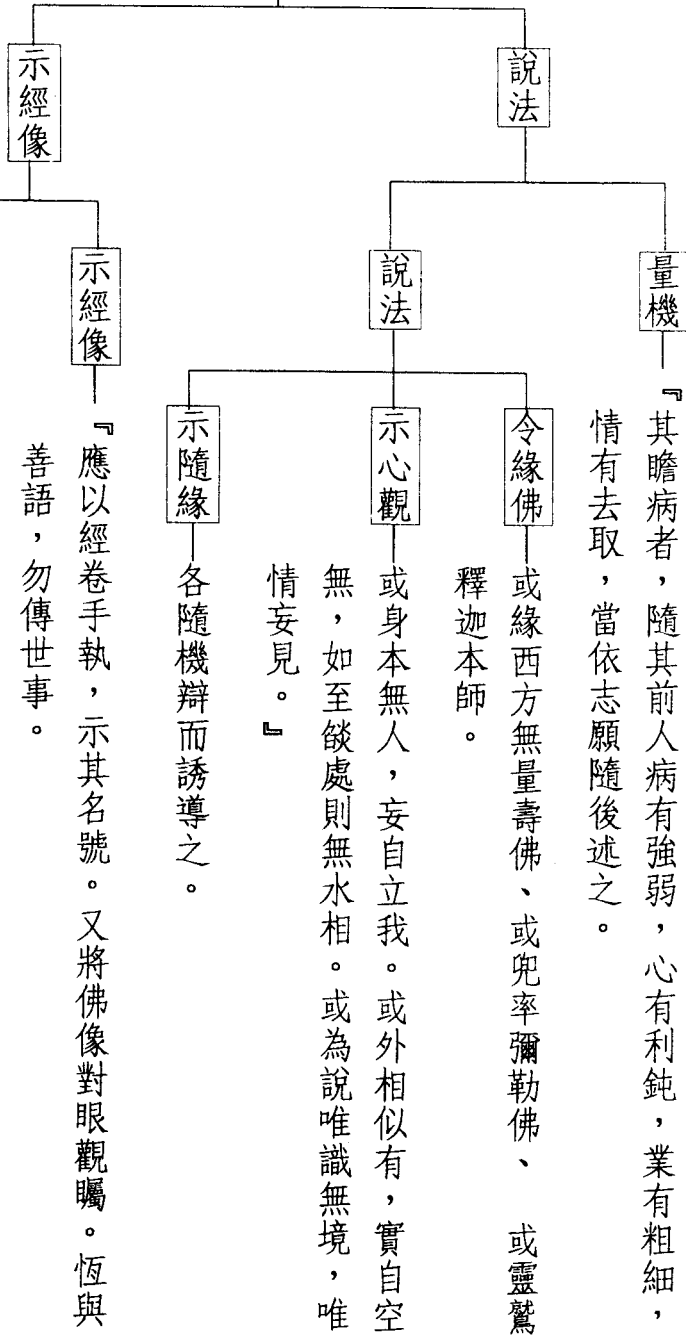 說法
量機
『其瞻病者，隨其前人病有強弱，心有利鈍，業有粗細，
情有去取，當依志願隨後述之。
說法
令緣佛
或緣西方無量壽佛、或兜率彌勒佛、　或靈鷲
釋迦本師。
示心觀
或身本無人，妄自立我。或外相似有，實自空
無，如至燄處則無水相。或為說唯識無境，唯
情妄見。』
示隨緣
各隨機辯而誘導之。
示經像
示經像
『應以經卷手執，示其名號。又將佛像對眼觀矚。恆與
善語，勿傳世事。